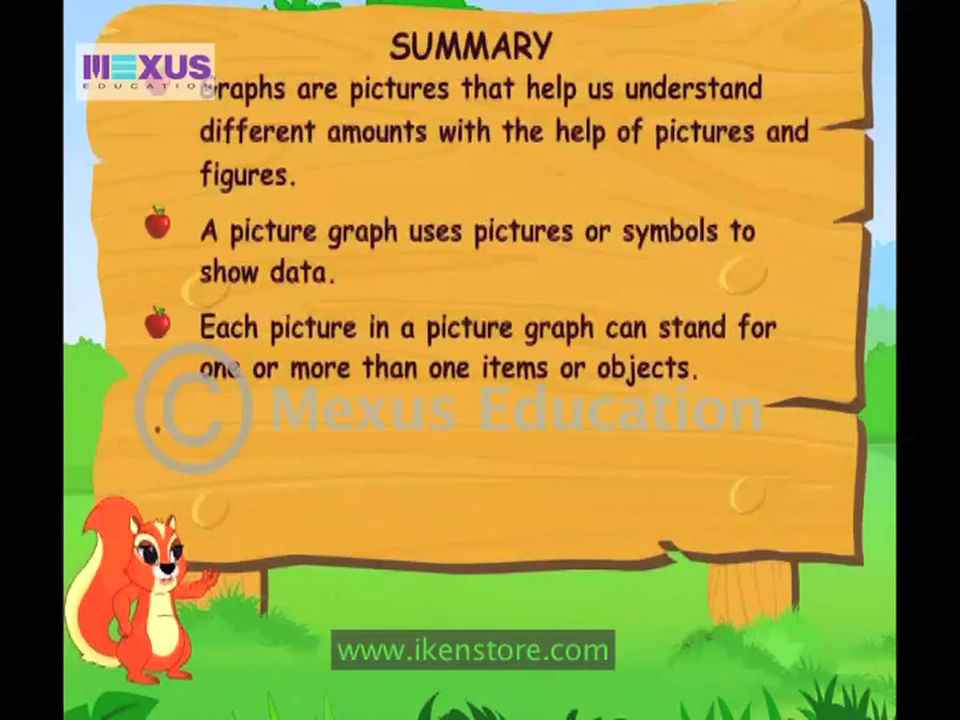 SUMMARY
MEXUS
EDUCATION
Graphs are pictures that help us understand
different amounts with the help of pictures and
figures.
A picture graph uses pictures or symbols to
show data.
Each picture in a picture graph can stand for
one or more than one items or objects.
© Mexus Education
www.ikenstore.com